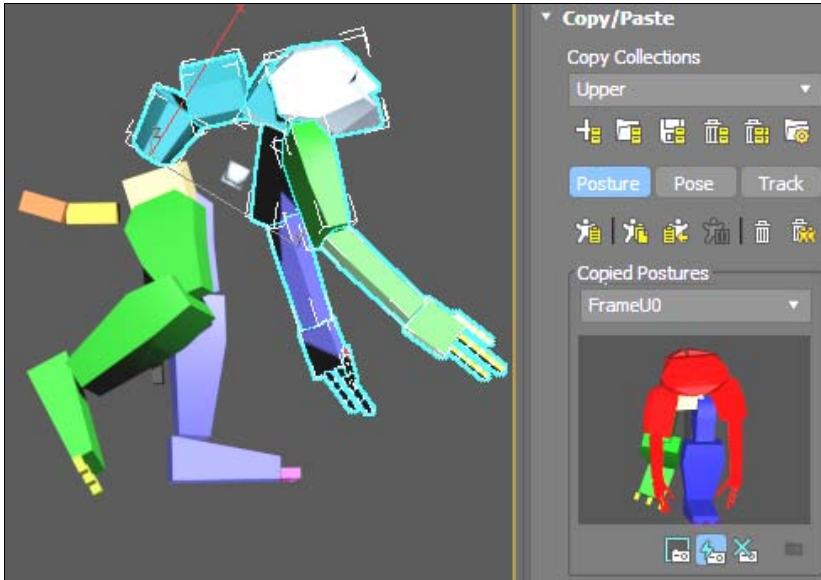 Copy/Paste
Copy Collections
Upper
Posture Pose Track
Copied Postures
FrameU0